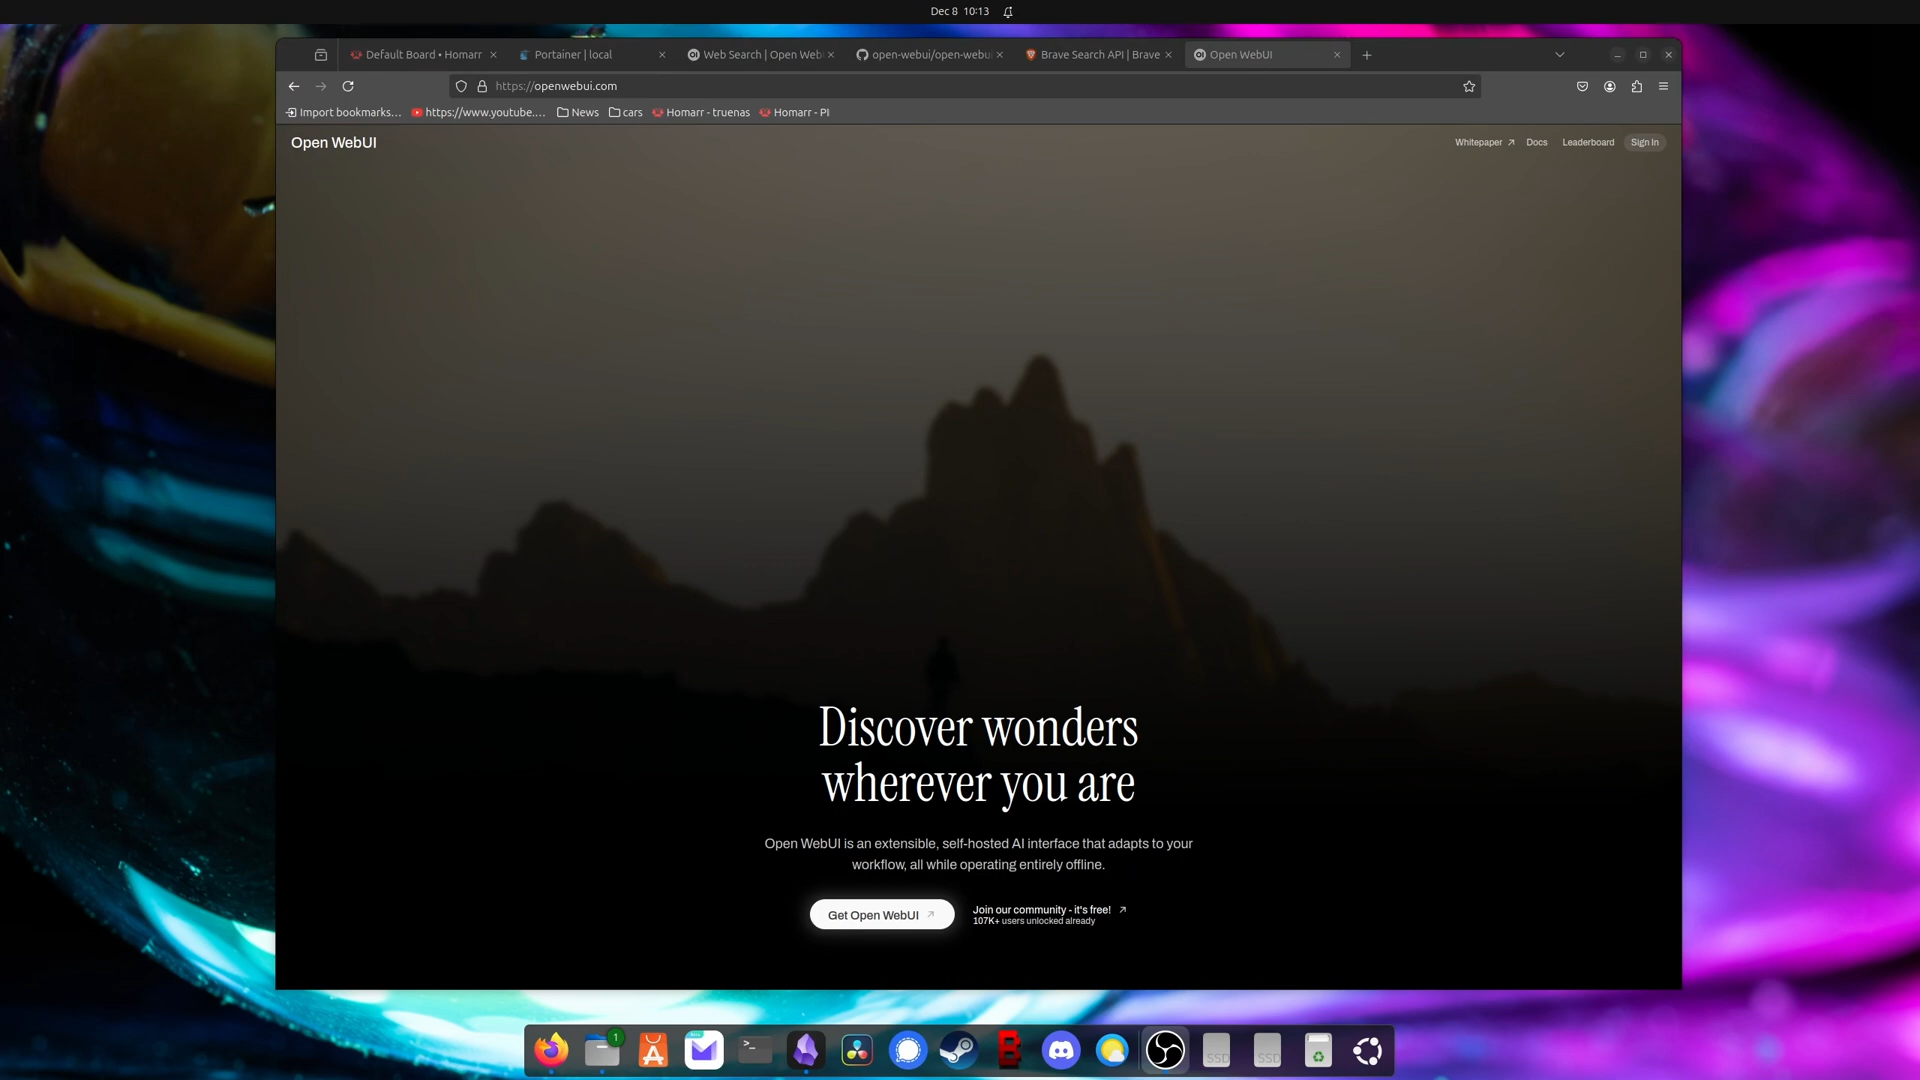 Dec 8 10:13
Default Board • Homarr
Portainer | local
Web Search | Open Web
open-webui/open-webu
Brave Search API | Brave
Open WebUI
https://openwebui.com
Import bookmarks…
https://www.youtube.…
News
cars
Homarr - truenas
Homarr - PI
Open WebUI
Whitepaper
Docs
Leaderboard
Sign In
Discover wonders
wherever you are
Open WebUI is an extensible, self-hosted AI interface that adapts to your
workflow, all while operating entirely offline.
Get Open WebUI
Join our community - it's free!
107K+ users unlocked already
1
SSD
SSD